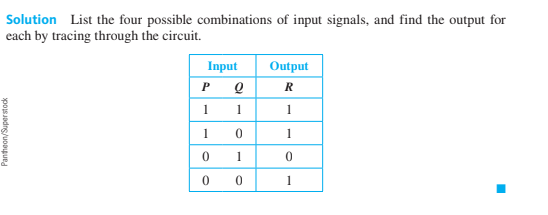 Solution List the four possible combinations of input signals, and find the output for
each by tracing through the circuit.
Input Output
P Q R
1 1 1
1 0 1
0 1 0
0 0 1
Pantheon/Superstock